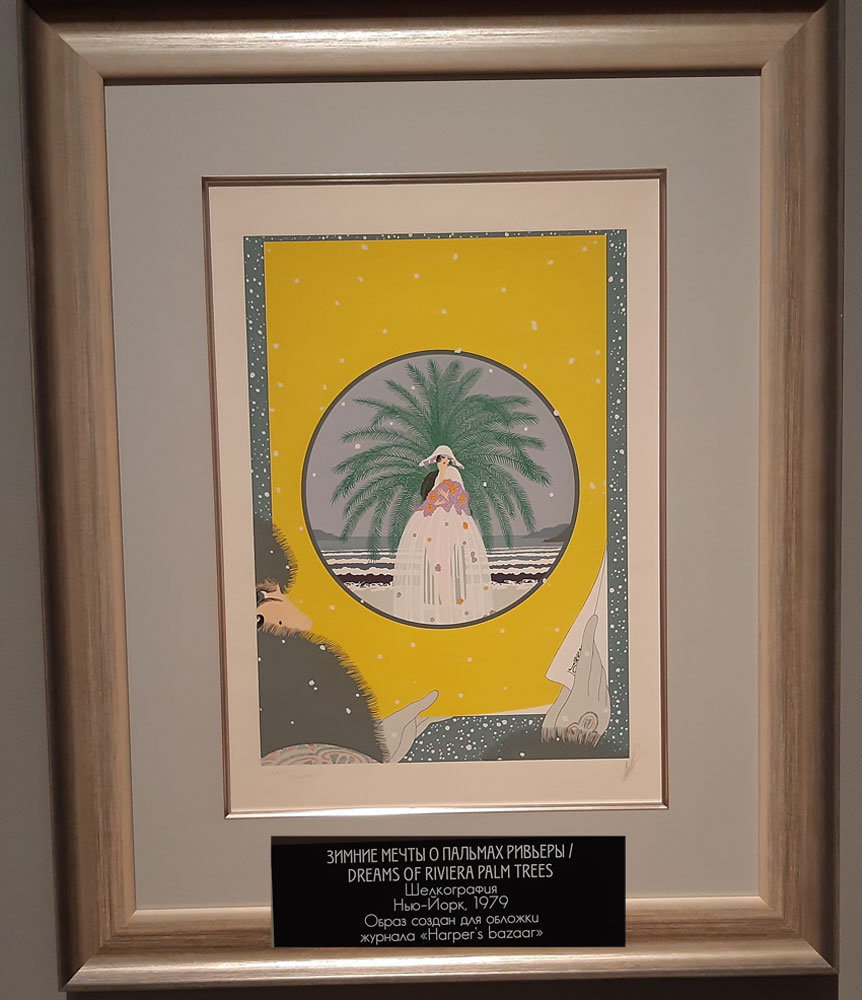 ЗИМНИЕ МЕЧТЫ О ПАЛЬМАХ РИВЬЕРЫ /
DREAMS OF RIVIERA PALM TREES
Шелкография
Нью-Йорк, 1979
Образ создан для обложки
журнала «Harper's bazaar»